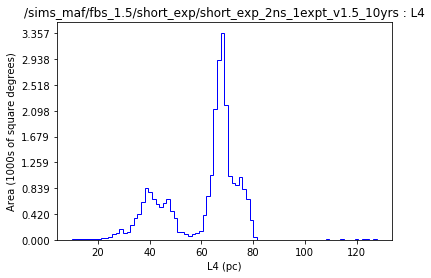 /sims_maf/fbs_1.5/short_exp/short_exp_2ns_1expt_v1.5_10yrs : L4
Area (1000s of square degrees)
3.357
2.938
2.518
2.098
1.679
1.259
0.839
0.420
0.000
20 40 60 80 100 120
L4 (pc)